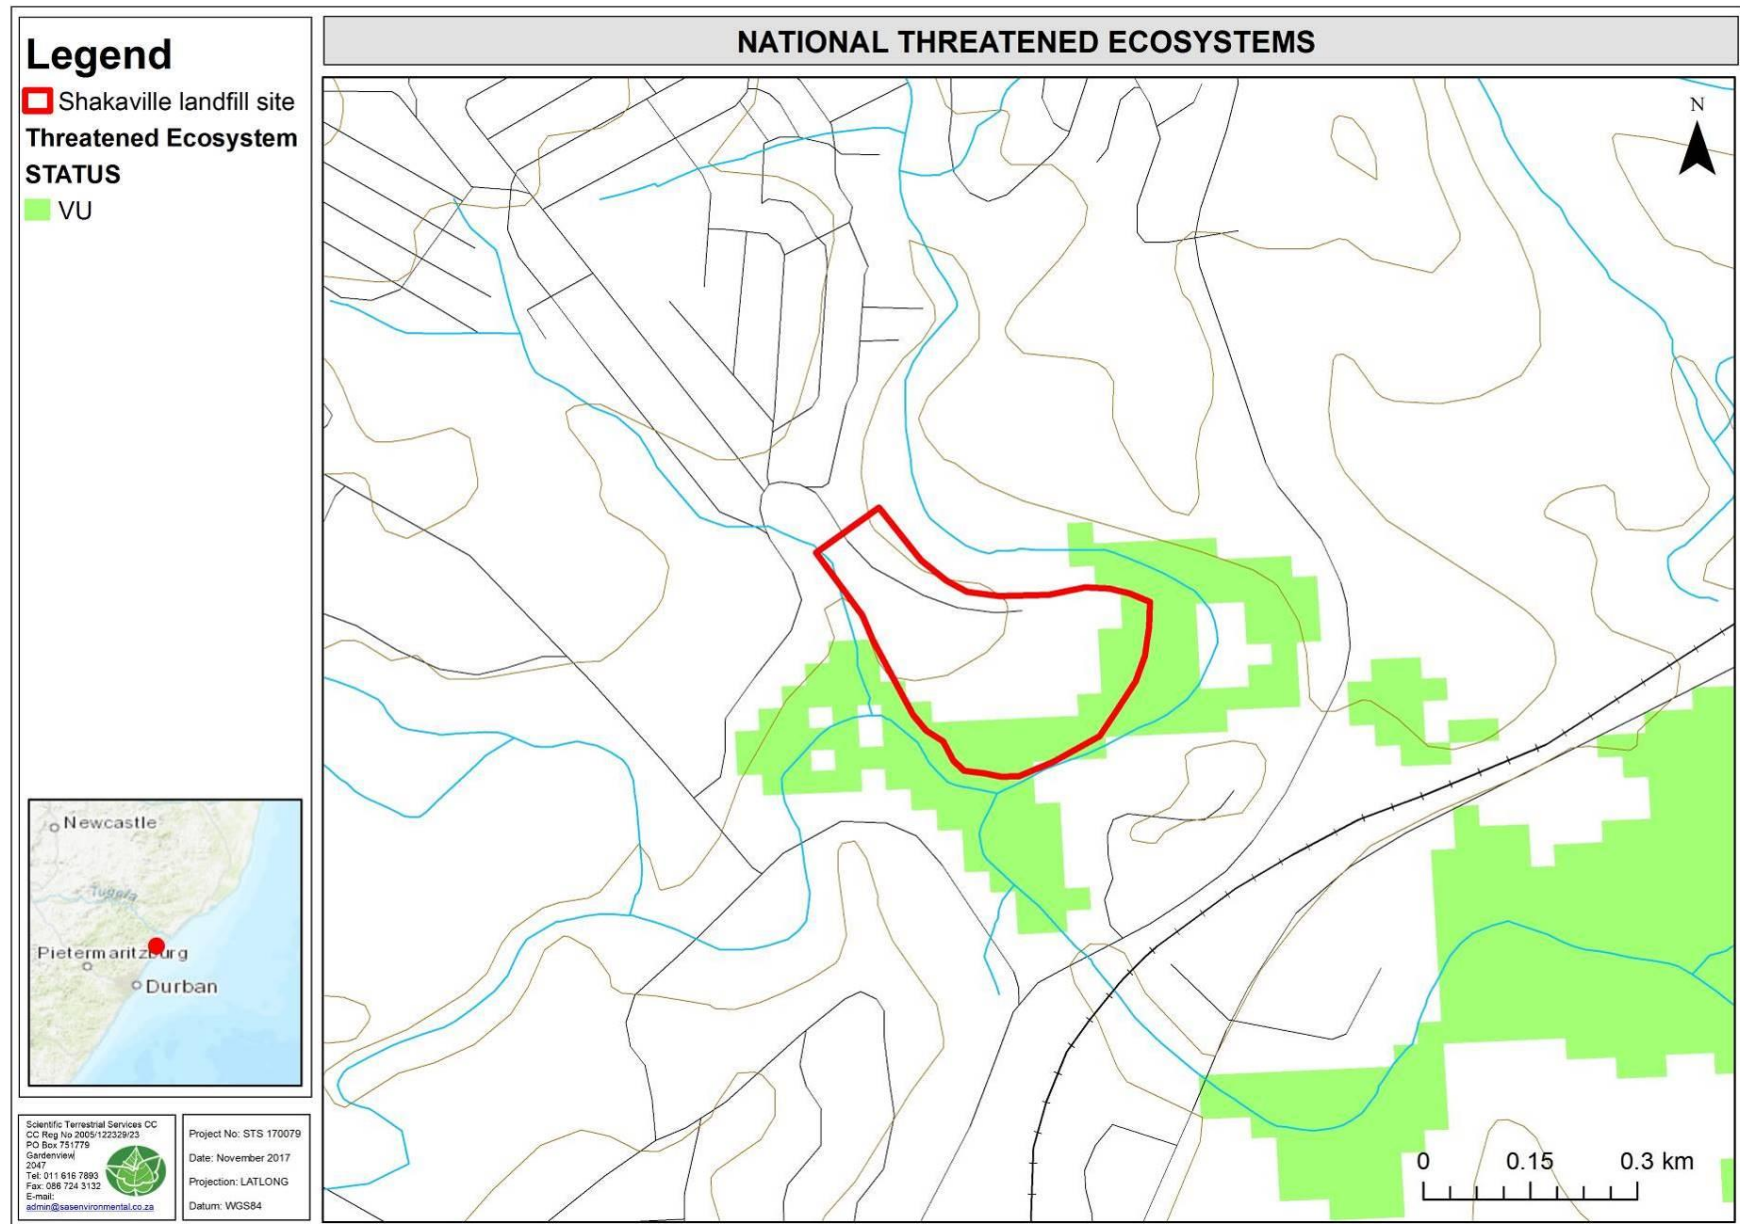 NATIONAL THREATENED ECOSYSTEMS
Legend
Shakaville landfill site
Threatened Ecosystem
STATUS
VU
N
Newcastle
Tugela
Pietermaritzburg
Durban
Scientific Terrestrial Services CC
CC Reg No 2005/122329/23
PO Box 751779
Gardenview
2047
Tel: 011 616 7893
Fax: 086 724 3132
E-mail:
admin@sasenvironmental.co.za
Project No: STS 170079
Date: November 2017
Projection: LATLONG
Datum: WGS84
0 0.15 0.3 km